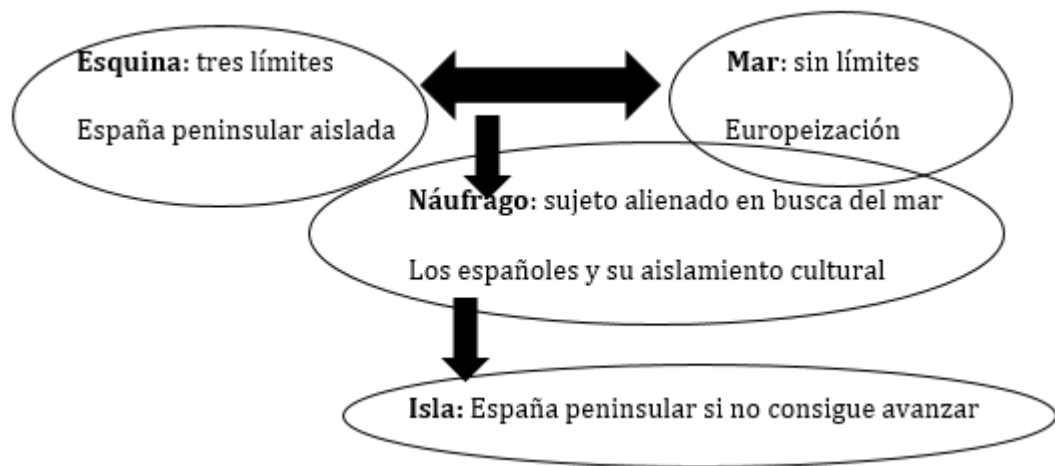 Esquina: tres límites
España peninsular aislada
Mar: sin límites
Europeización
Náufrago: sujeto alienado en busca del mar
Los españoles y su aislamiento cultural
Isla: España peninsular si no consigue avanzar